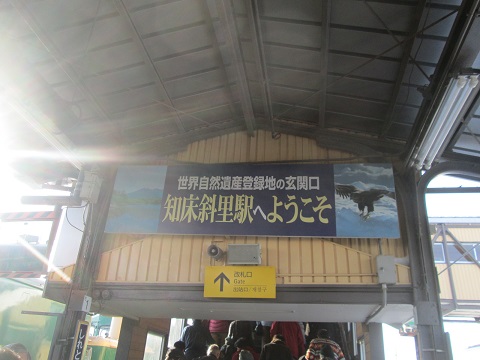 世界自然遺産登録地の玄関口
知床斜里駅へようこそ
改札口
Gate